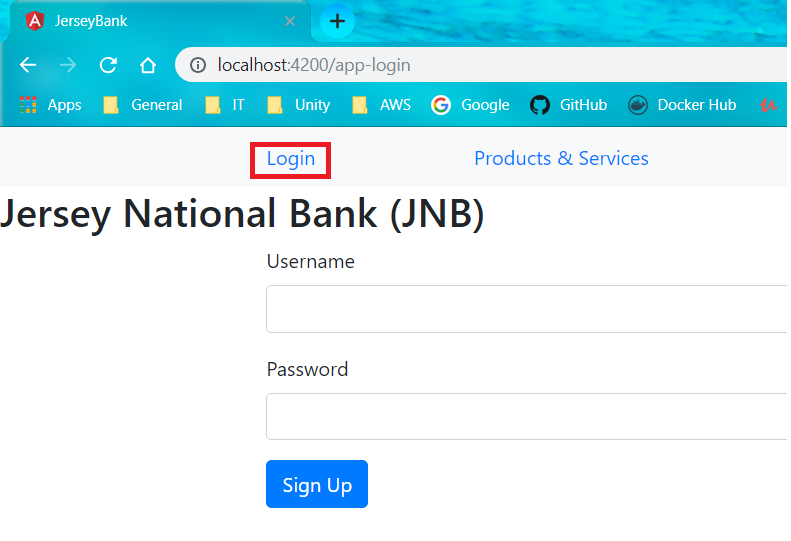 JerseyBank
localhost:4200/app-login
Apps General IT Unity AWS Google GitHub Docker Hub
Login Products & Services
Jersey National Bank (JNB)
Username
Password
Sign Up